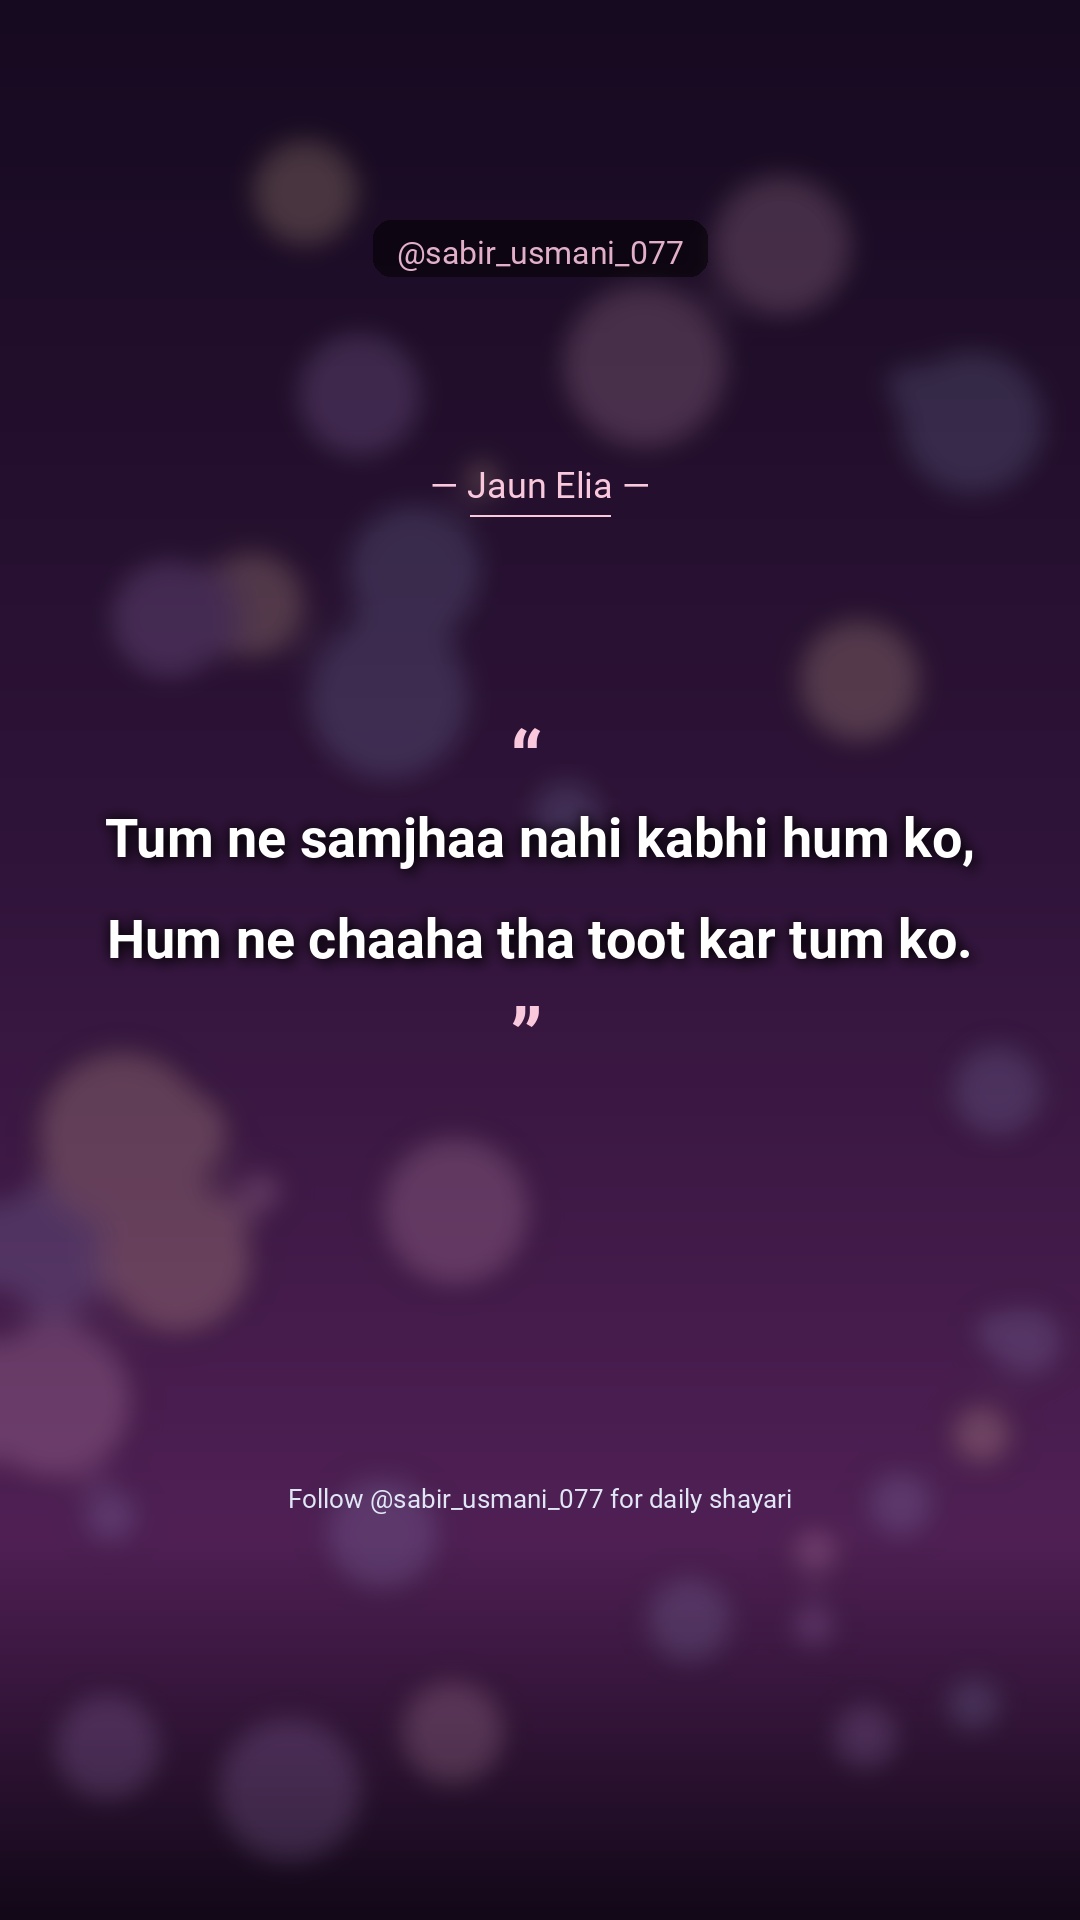 @sabir_usmani_077
— Jaun Elia —
“
Tum ne samjhaa nahi kabhi hum ko,
Hum ne chaaha tha toot kar tum ko.
”
Follow @sabir_usmani_077 for daily shayari